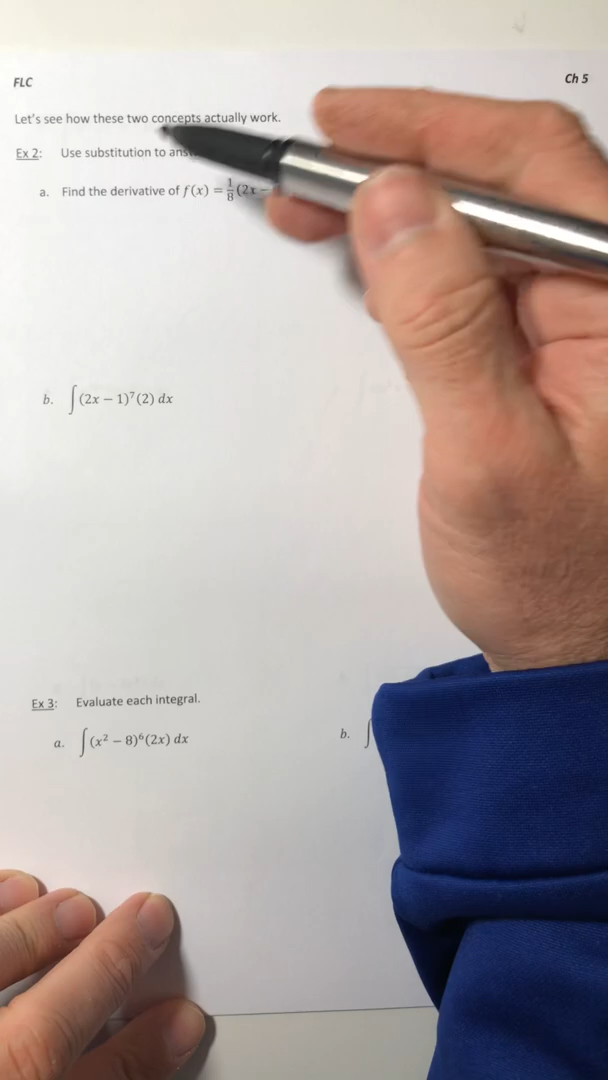 FLC
Ch 5
Let's see how these two concepts actually work.
Ex 2: Use substitution to
a. Find the derivative of f(x) = 1/8 (2x −
b. ∫(2x − 1)⁷(2) dx
Ex 3: Evaluate each integral.
a. ∫(x² − 8)⁶(2x) dx
b. ∫